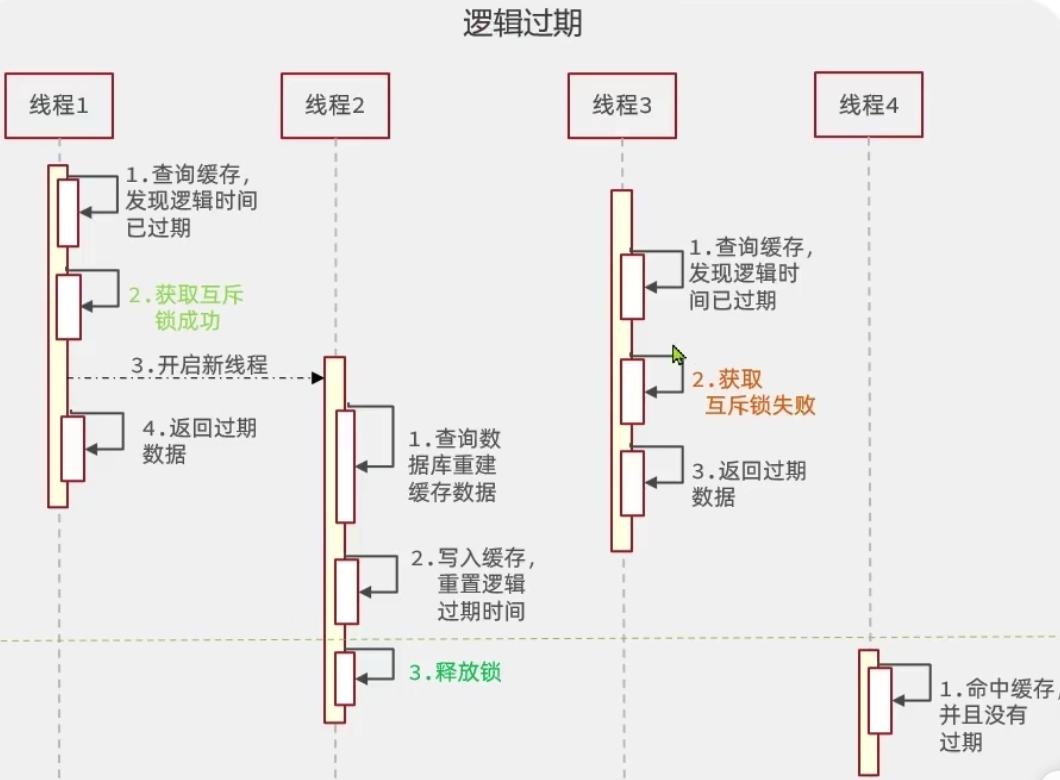 逻辑过期
线程1
线程2
线程3
线程4
1.查询缓存,
发现逻辑时间
已过期
2.获取互斥
锁成功
3.开启新线程
4.返回过期
数据
1.查询数
据库重建
缓存数据
2.写入缓存,
重置逻辑
过期时间
3.释放锁
1.查询缓存,
发现逻辑时
间已过期
2.获取
互斥锁失败
3.返回过期
数据
1.命中缓存,
并且没有
过期